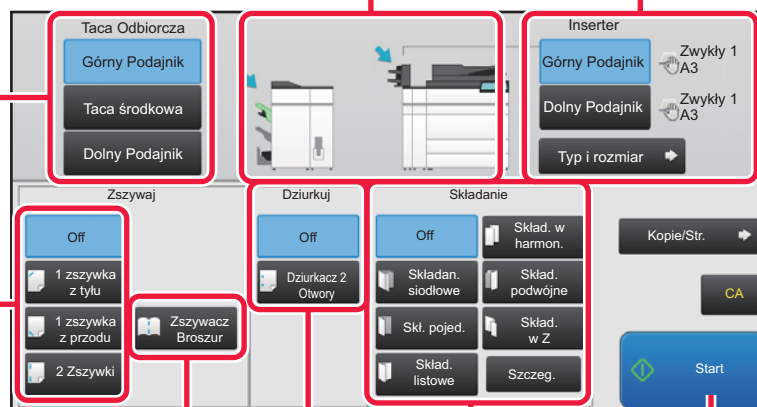 Taca Odbiorcza
Górny Podajnik
Taca środkowa
Dolny Podajnik
Inserter
Górny Podajnik
Zwykły 1
A3
Dolny Podajnik
Zwykły 1
A3
Typ i rozmiar
Zszywaj
Off
1 zszywka
z tyłu
1 zszywka
z przodu
2 Zszywki
Zszywacz
Broszur
Dziurkuj
Off
Dziurkacz 2
Otwory
Składanie
Off
Składan.
siodłowe
Skł. pojed.
Skład.
listowe
Skład. w
harmon.
Skład.
podwójne
Skład.
w Z
Szczeg.
Kopie/Str.
CA
Start